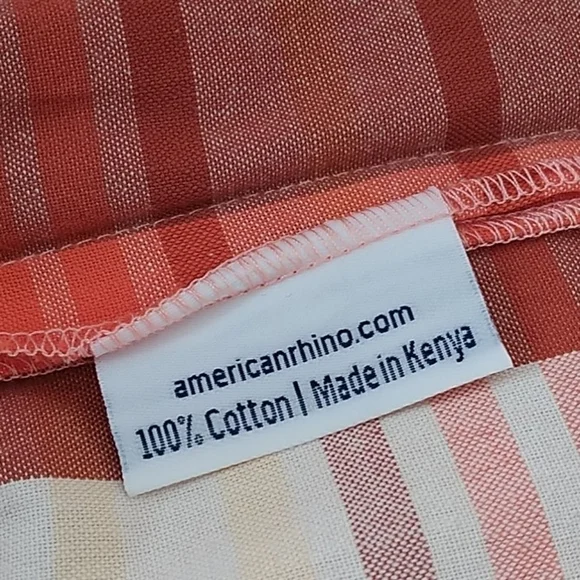 americanrhino.com
100% Cotton | Made in Kenya